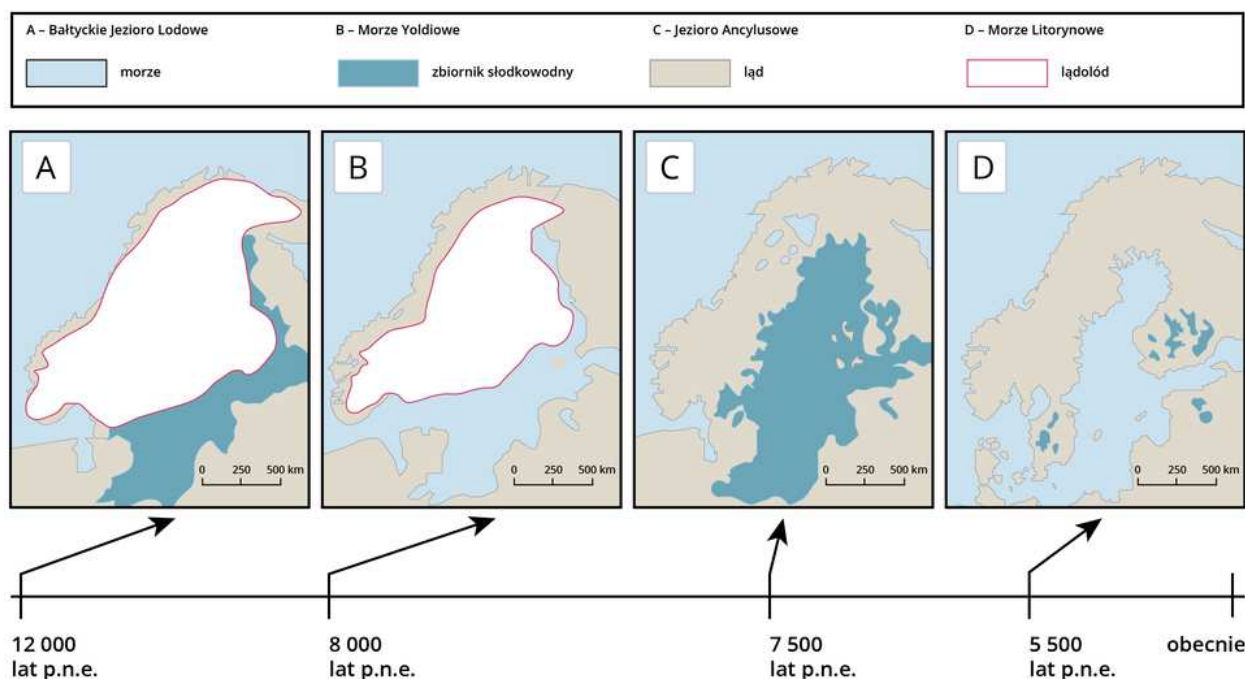 A – Bałtyckie Jezioro Lodowe
B – Morze Yoldiowe
C – Jezioro Ancylusowe
D – Morze Litorynowe
morze
zbiornik słodkowodny
ląd
lądolód
A
B
C
D
0 250 500 km
0 250 500 km
0 250 500 km
0 250 500 km
12 000
lat p.n.e.
8 000
lat p.n.e.
7 500
lat p.n.e.
5 500
lat p.n.e.
obecnie